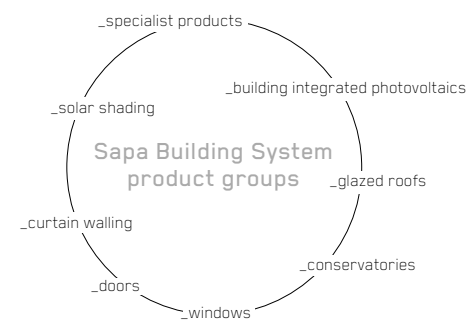 _specialist products
_building integrated photovoltaics
_solar shading
Sapa Building System
product groups
_glazed roofs
_curtain walling
_conservatories
_doors
_windows